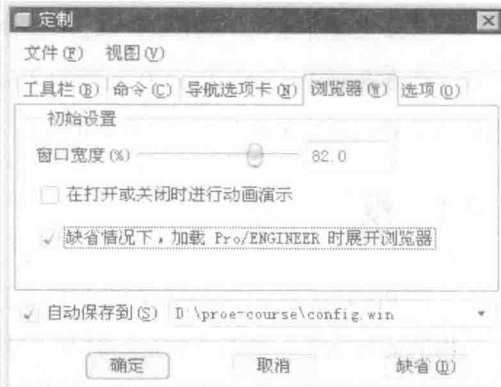 定制
文件(F) 视图(V)
工具栏(B) 命令(C) 导航选项卡(N) 浏览器(W) 选项(O)
初始设置
窗口宽度(%) 82.0
在打开或关闭时进行动画演示
缺省情况下，加载 Pro/ENGINEER 时展开浏览器
自动保存到(S) D:\proe-course\config.win
确定 取消 缺省(D)